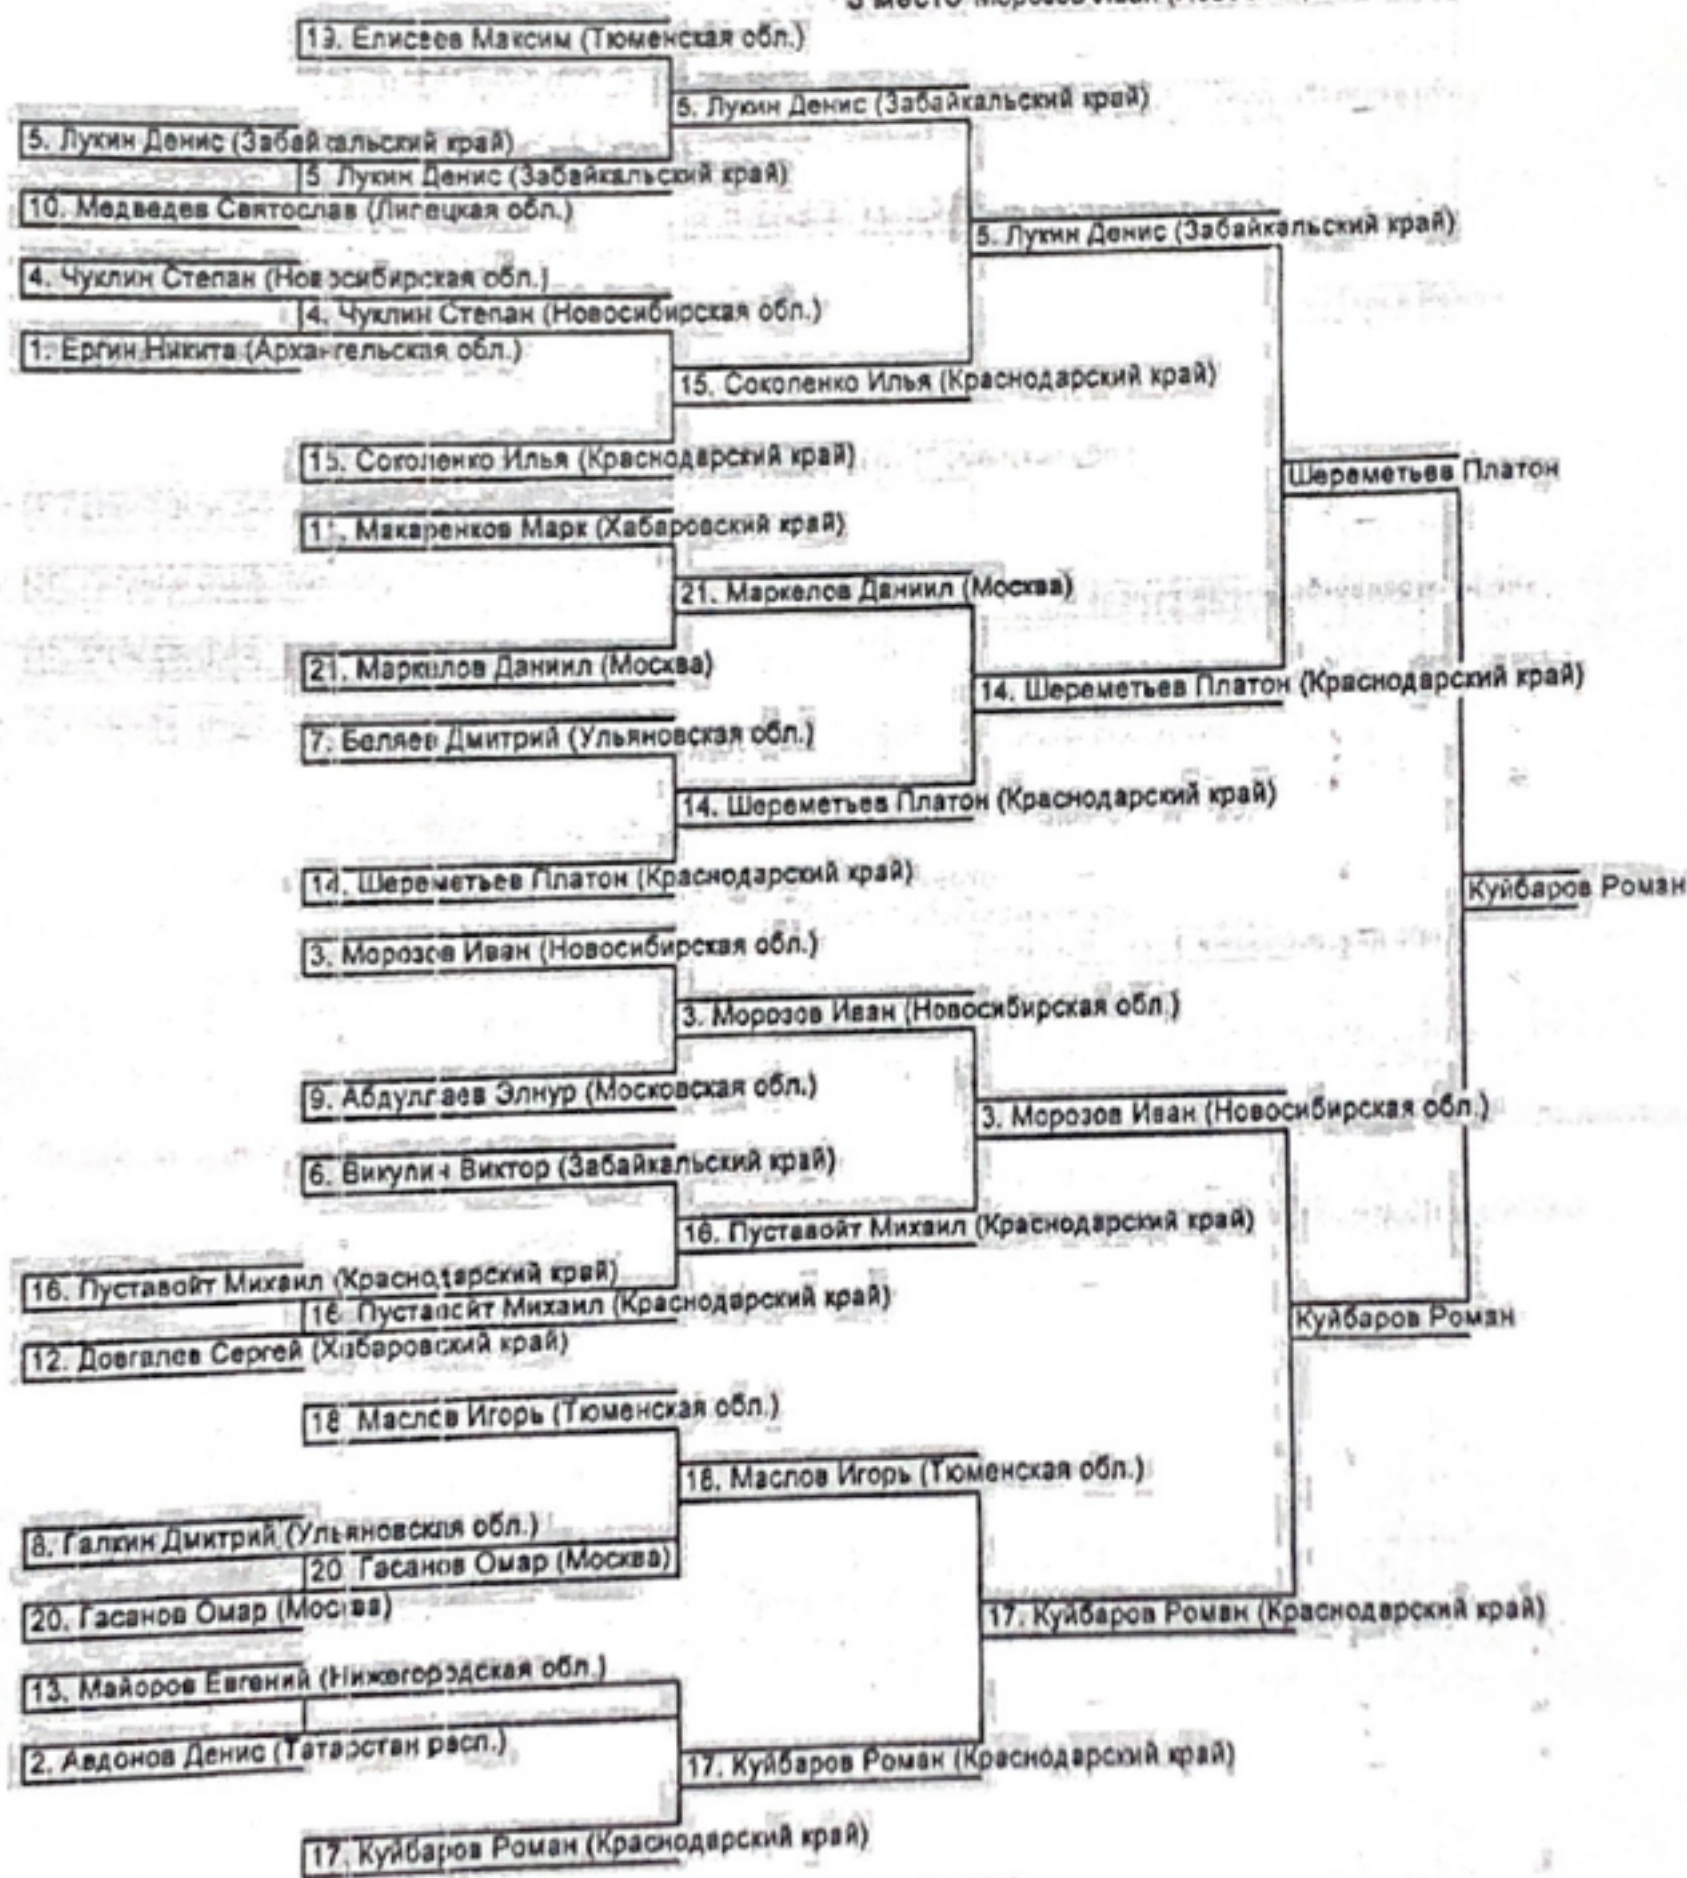 3 место Морозов Иван
19. Елисеев Максим (Тюменская обл.)
5. Лукин Денис (Забайкальский край)
5. Лукин Денис (Забайкальский край)
5 Лукин Денис (Забайкальский край)
10. Медведев Святослав (Липецкая обл.)
5. Лукин Денис (Забайкальский край)
4. Чуклин Степан (Новосибирская обл.)
4. Чуклин Степан (Новосибирская обл.)
1. Ергин Никита (Архангельская обл.)
15. Соколенко Илья (Краснодарский край)
15. Соколенко Илья (Краснодарский край)
Шереметьев Платон
11. Макаренков Марк (Хабаровский край)
21. Маркелов Даниил (Москва)
21. Маркелов Даниил (Москва)
14. Шереметьев Платон (Краснодарский край)
7. Беляев Дмитрий (Ульяновская обл.)
14. Шереметьев Платон (Краснодарский край)
14. Шереметьев Платон (Краснодарский край)
Куйбаров Роман
3. Морозов Иван (Новосибирская обл.)
3. Морозов Иван (Новосибирская обл.)
9. Абдулгаев Элнур (Московская обл.)
3. Морозов Иван (Новосибирская обл.)
6. Викулин Виктор (Забайкальский край)
16. Пуставойт Михаил (Краснодарский край)
16. Пуставойт Михаил (Краснодарский край)
16 Пуставойт Михаил (Краснодарский край)
Куйбаров Роман
12. Довгалев Сергей (Хабаровский край)
18 Маслов Игорь (Тюменская обл.)
18. Маслов Игорь (Тюменская обл.)
8. Галкин Дмитрий (Ульяновская обл.)
20 Гасанов Омар (Москва)
20. Гасанов Омар (Москва)
17. Куйбаров Роман (Краснодарский край)
13. Майоров Евгений (Нижегородская обл.)
2. Авдонов Денис (Татарстан респ.)
17. Куйбаров Роман (Краснодарский край)
17. Куйбаров Роман (Краснодарский край)